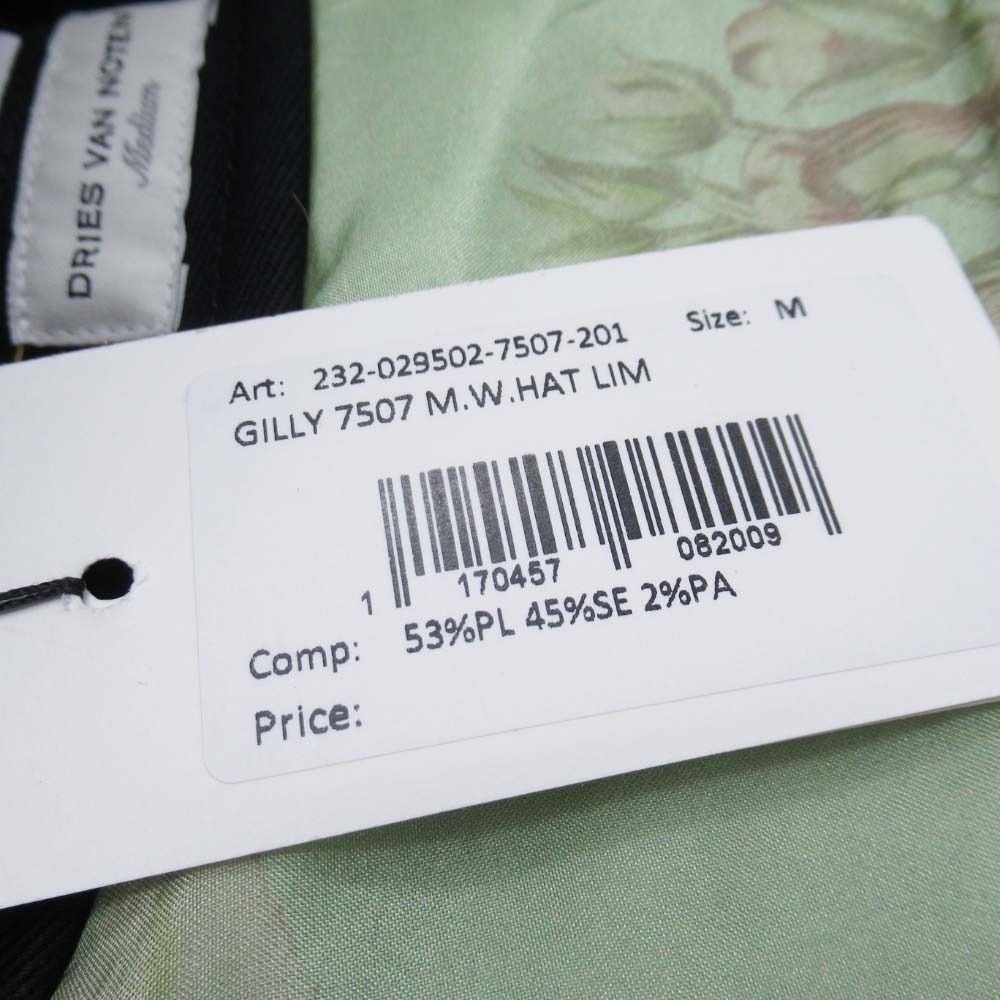 DRIES VAN NOTEN
Medium
Art: 232-029502-7507-201 Size: M
GILLY 7507 M.W.HAT LIM
1 170457 082009
Comp: 53%PL 45%SE 2%PA
Price: